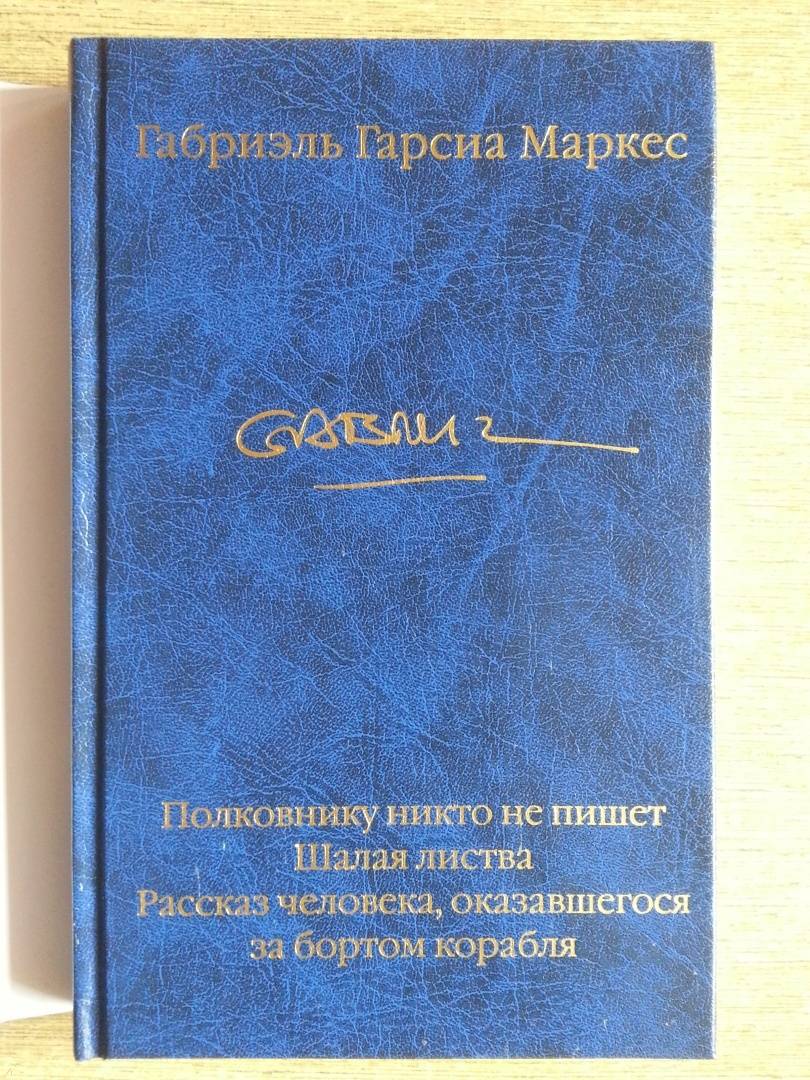 Габриэль Гарсиа Маркес
Полковнику никто не пишет
Шалая листва
Рассказ человека, оказавшегося
за бортом корабля